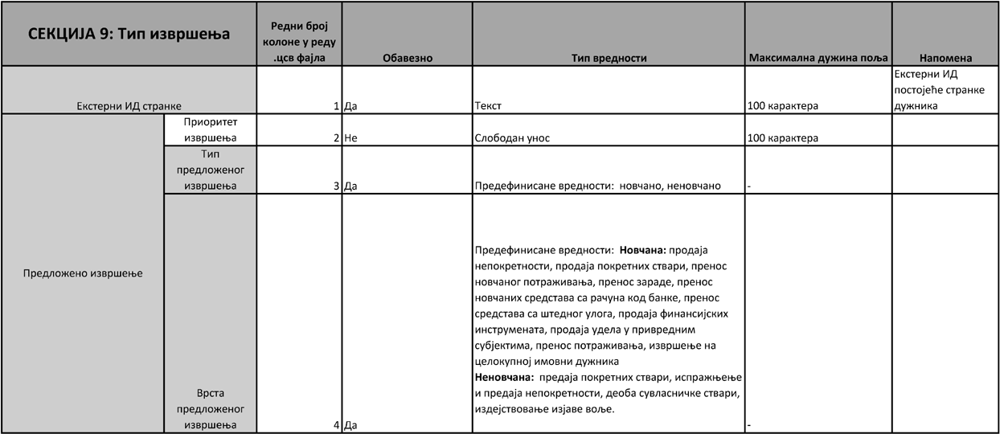 СЕКЦИЈА 9: Тип извршења
Редни број
колоне у реду
.цсв фајла
Обавезно
Тип вредности
Максимална дужина поља
Напомена
Екстерни ИД странке
1
Да
Текст
100 карактера
Екстерни ИД
постојеће странке
дужника
Предложено извршење
Приоритет
извршења
2
Не
Слободан унос
100 карактера
Тип
предложеног
извршења
3
Да
Предефинисане вредности:  новчано, неновчано
-
Врста
предложеног
извршења
4
Да
Предефинисане вредности:  Новчана: продаја
непокретности, продаја покретних ствари, пренос
новчаног потраживања, пренос зараде, пренос
новчаних средстава са рачуна код банке, пренос
средстава са штедног улога, продаја финансијских
инструмената, продаја удела у привредним
субјектима, пренос потраживања, извршење на
целокупној имовни дужника
Неновчана:  предаја покретних ствари, испражњење
и предаја непокретности, деоба сувласничке ствари,
издејствовање изјаве воље.
-